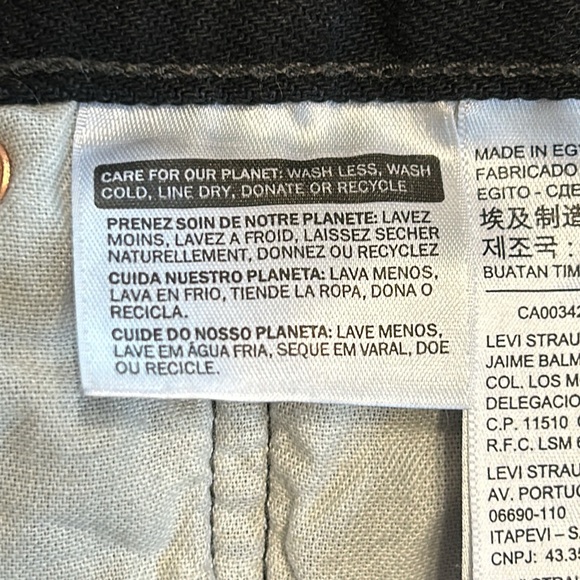 CARE FOR OUR PLANET: WASH LESS, WASH
COLD, LINE DRY, DONATE OR RECYCLE
PRENEZ SOIN DE NOTRE PLANETE: LAVEZ
MOINS, LAVEZ A FROID, LAISSEZ SECHER
NATURELLEMENT, DONNEZ OU RECYCLEZ
CUIDA NUESTRO PLANETA: LAVA MENOS,
LAVA EN FRIO, TIENDE LA ROPA, DONA O
RECICLA.
CUIDE DO NOSSO PLANETA: LAVE MENOS,
LAVE EM ÁGUA FRIA, SEQUE EM VARAL, DOE
OU RECICLE.
MADE IN EG
FABRICADO
EGITO - СДЕ
埃及制造
제조국 :
BUATAN TIM
CA00342
LEVI STRAU
JAIME BALM
COL. LOS M
DELEGACIO
C.P. 11510
R.F.C. LSM
LEVI STRAU
AV. PORTUG
06690-110
ITAPEVI – S
CNPJ: 43.35